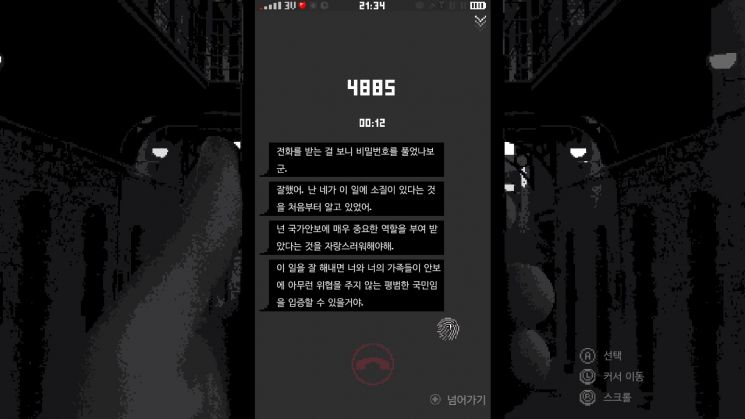 3V
21:34
4885
00:12
전화를 받는 걸 보니 비밀번호를 풀었나보
군.
잘했어. 난 네가 이 일에 소질이 있다는 것
을 처음부터 알고 있었어.
넌 국가안보에 매우 중요한 역할을 부여 받
았다는 것을 자랑스러워해야해.
이 일을 잘 해내면 너와 너의 가족들이 안보
에 아무런 위협을 주지 않는 평범한 국민임
을 입증할 수 있을거야.
A 선택
L 커서 이동
R 스크롤
넘어가기